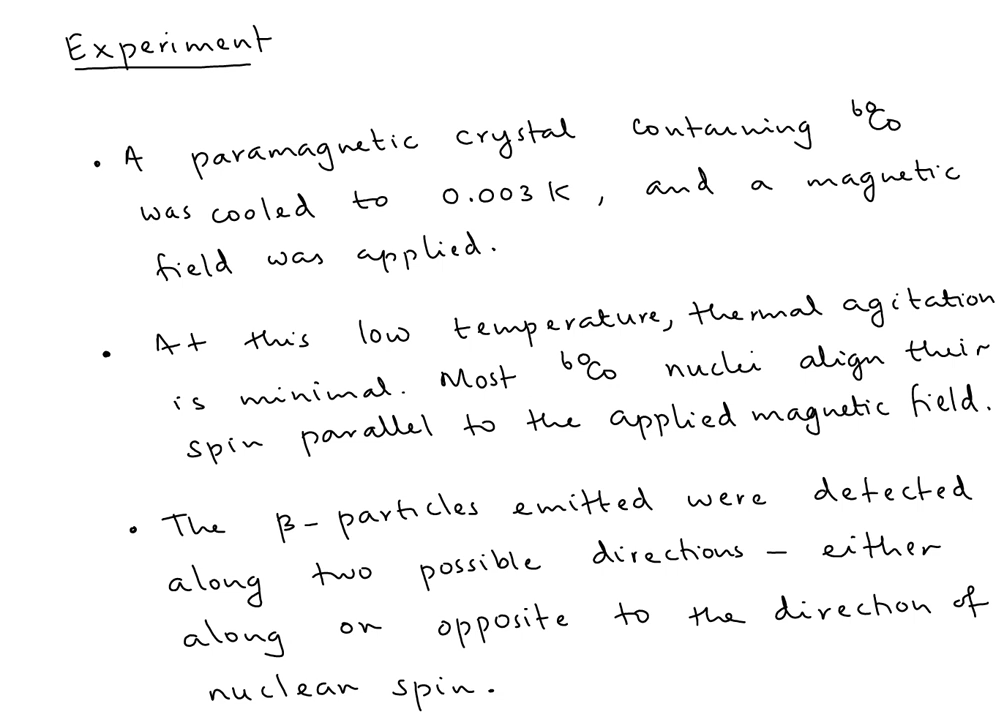 Experiment
• A paramagnetic crystal containing ⁶⁰Co
was cooled to 0.003 K, and a magnetic
field was applied.
• At this low temperature, thermal agitation
is minimal. Most ⁶⁰Co nuclei align their
spin parallel to the applied magnetic field.
• The β-particles emitted were detected
along two possible directions – either
along or opposite to the direction of
nuclear spin.